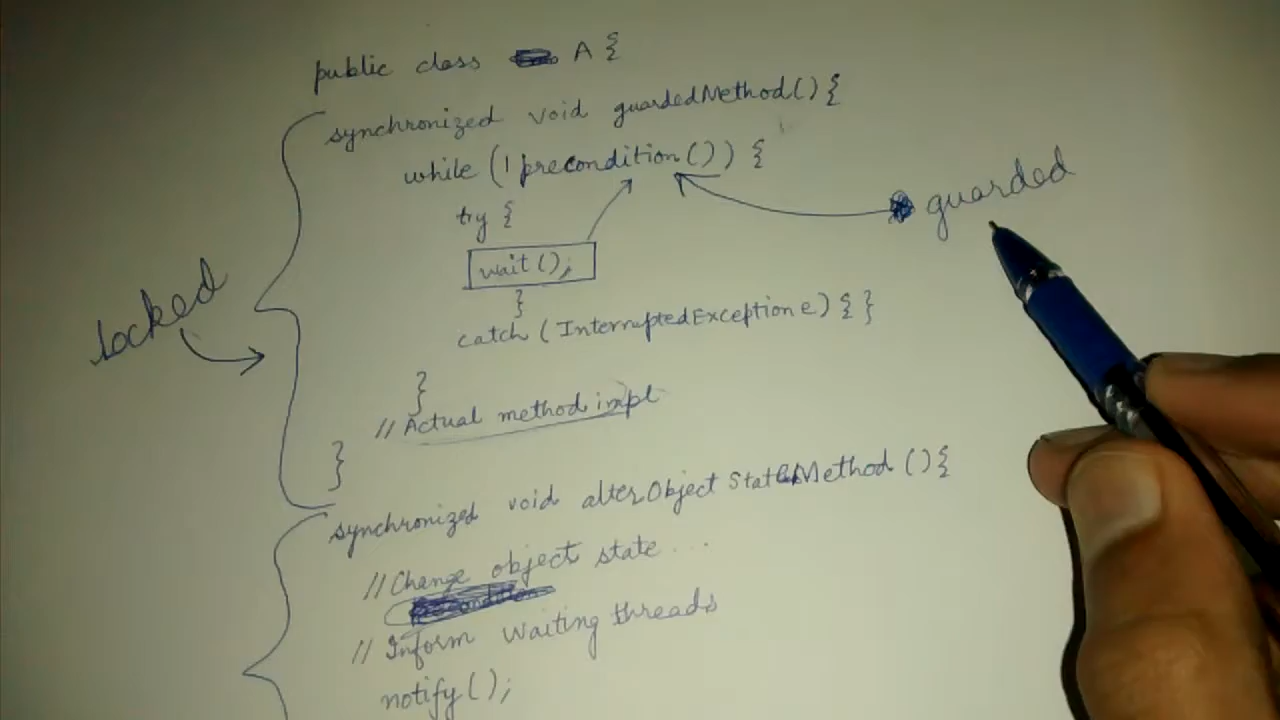 public class A {
synchronized void guardedMethod() {
while (!precondition()) {
guarded
try {
wait();
}
locked
catch (InterruptedException e) { }
}
// Actual method impl
}
synchronized void alterObjectStateMethod () {
// Change object state ...
// Inform waiting threads
notify();